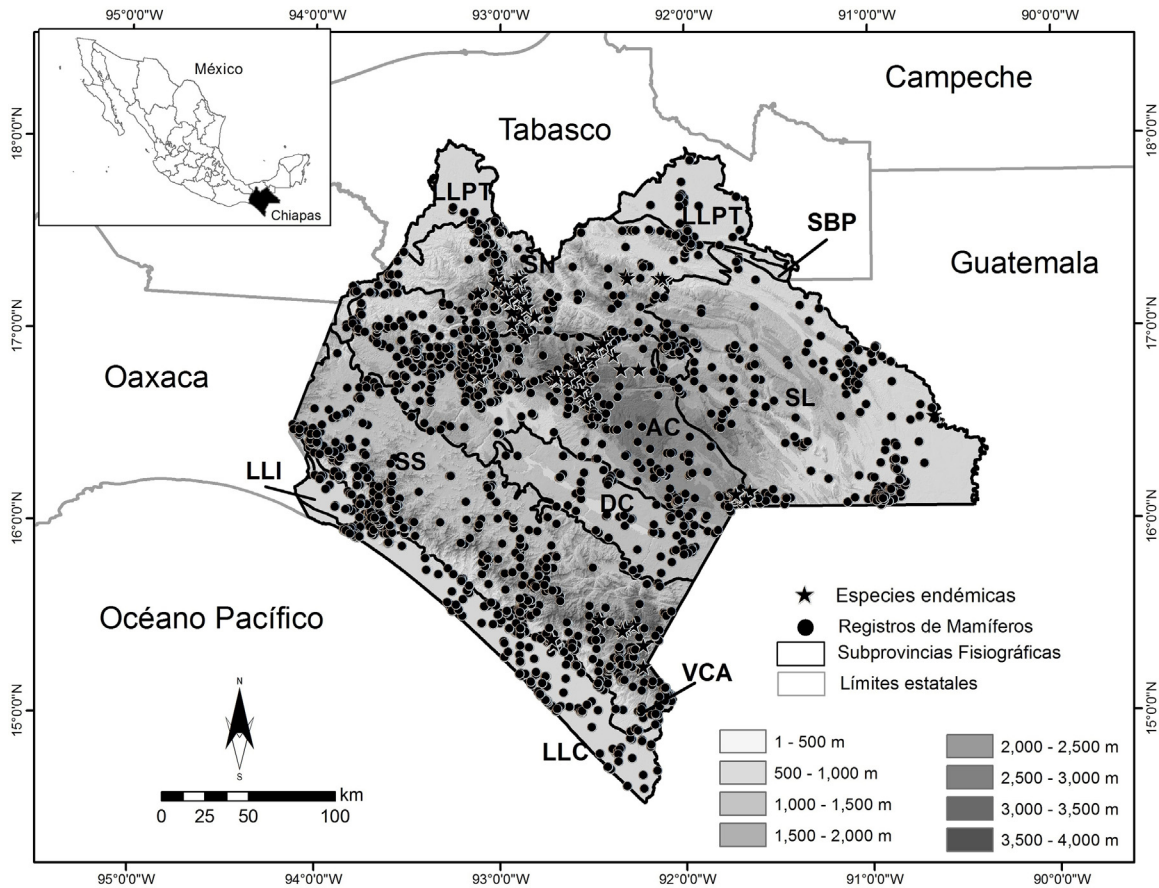 95°0'0"W 94°0'0"W 93°0'0"W 92°0'0"W 91°0'0"W 90°0'0"W
México
Chiapas
Campeche
Tabasco
18°0'0"N
18°0'0"N
LLPT
LLPT
SBP
SN
Guatemala
17°0'0"N
17°0'0"N
Oaxaca
SL
AC
SS
LLI
DC
16°0'0"N
16°0'0"N
Océano Pacífico
Especies endémicas
Registros de Mamíferos
Subprovincias Fisiográficas
Límites estatales
VCA
15°0'0"N
15°0'0"N
N
S
LLC
km
0 25 50 100
1 - 500 m
500 - 1,000 m
1,000 - 1,500 m
1,500 - 2,000 m
2,000 - 2,500 m
2,500 - 3,000 m
3,000 - 3,500 m
3,500 - 4,000 m
95°0'0"W 94°0'0"W 93°0'0"W 92°0'0"W 91°0'0"W 90°0'0"W